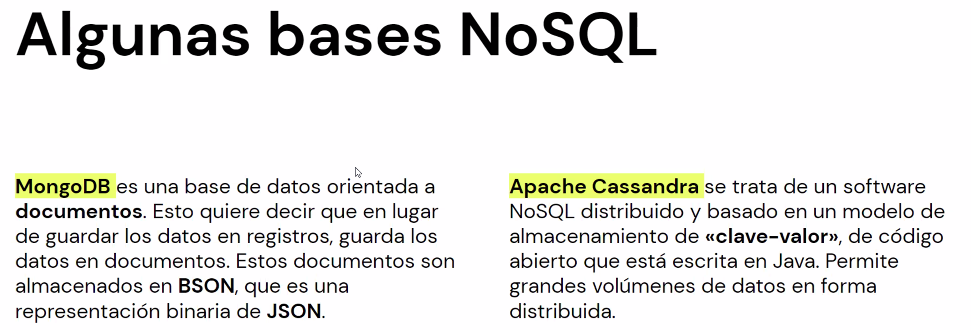 Algunas bases NoSQL
MongoDB es una base de datos orientada a
documentos. Esto quiere decir que en lugar
de guardar los datos en registros, guarda los
datos en documentos. Estos documentos son
almacenados en BSON, que es una
representación binaria de JSON.
Apache Cassandra se trata de un software
NoSQL distribuido y basado en un modelo de
almacenamiento de «clave-valor», de código
abierto que está escrita en Java. Permite
grandes volúmenes de datos en forma
distribuida.